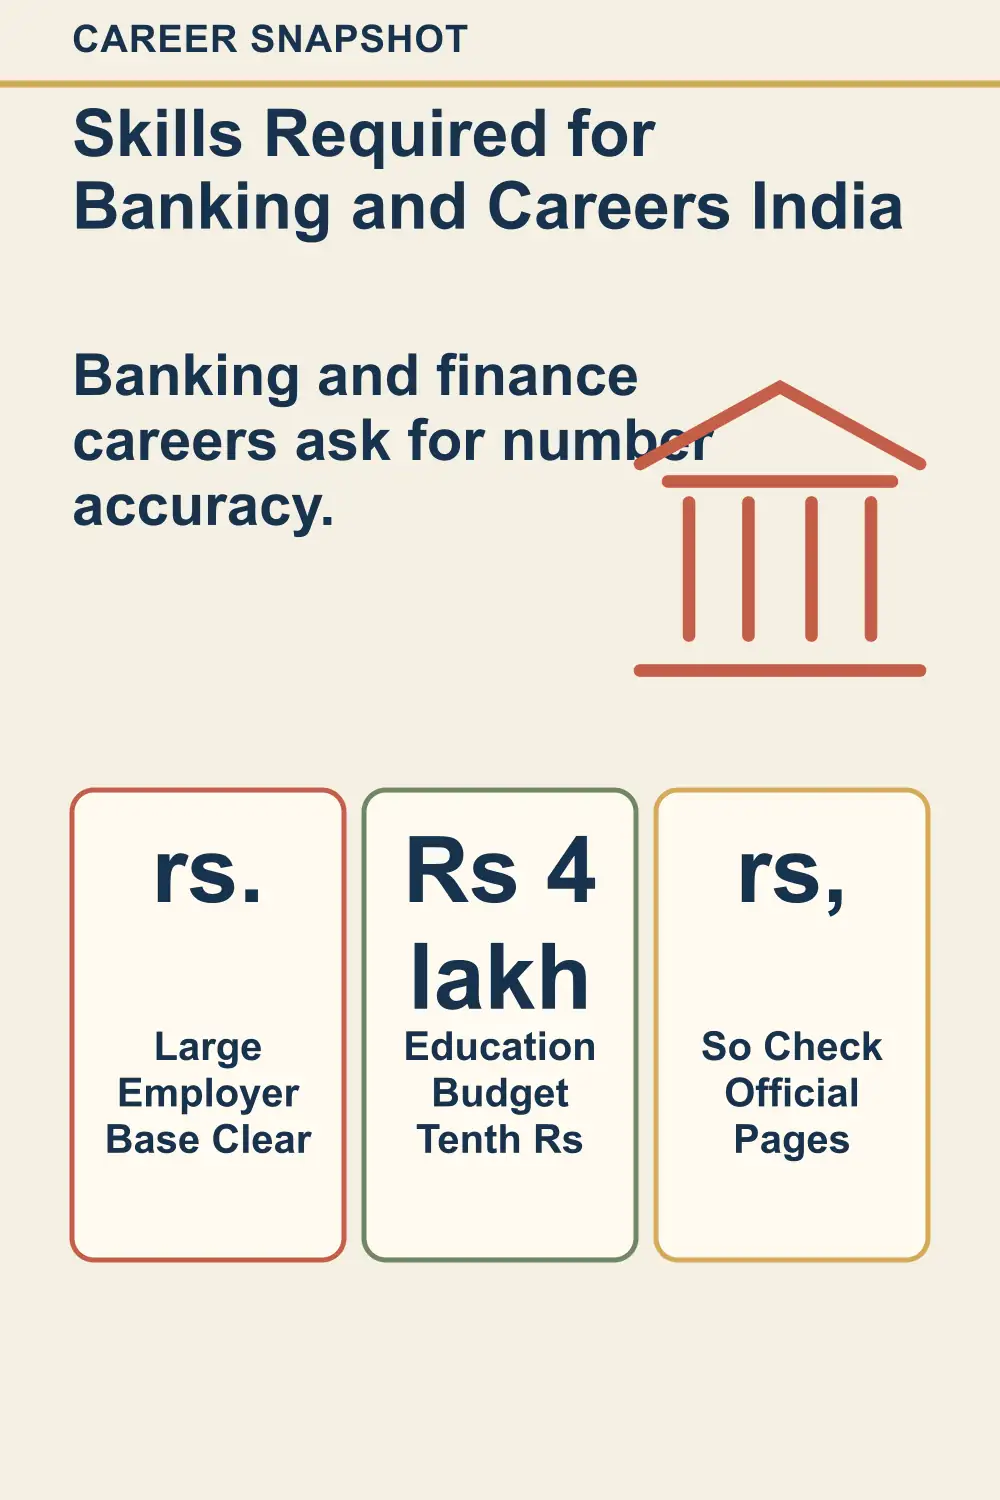 CAREER SNAPSHOT
Skills Required for
Banking and Careers India
Banking and finance
careers ask for number
accuracy.
rs.
Large
Employer
Base Clear
Rs 4
lakh
Education
Budget
Tenth Rs
rs,
So Check
Official
Pages